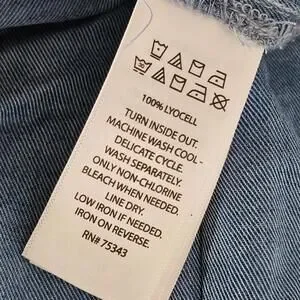 100% LYOCELL
TURN INSIDE OUT.
MACHINE WASH COOL -
DELICATE CYCLE.
WASH SEPARATELY.
ONLY NON-CHLORINE
BLEACH WHEN NEEDED.
LINE DRY.
LOW IRON IF NEEDED.
IRON ON REVERSE.
RN# 75343